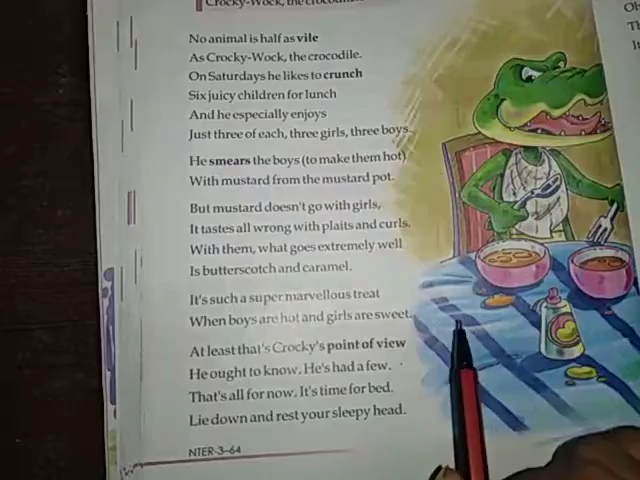 Crocky-Wock, the crocodile
No animal is half as vile
As Crocky-Wock, the crocodile.
On Saturdays he likes to crunch
Six juicy children for lunch
And he especially enjoys
Just three of each, three girls, three boys.
He smears the boys (to make them hot)
With mustard from the mustard pot.
But mustard doesn't go with girls,
It tastes all wrong with plaits and curls.
With them, what goes extremely well
Is butterscotch and caramel.
It's such a super marvellous treat
When boys are hot and girls are sweet.
At least that's Crocky's point of view
He ought to know. He's had a few.
That's all for now. It's time for bed.
Lie down and rest your sleepy head.
NTER-3–64